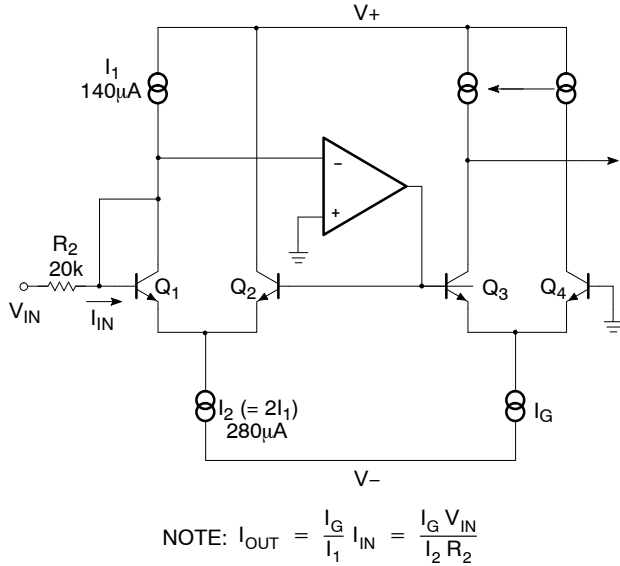 V+
I1
140μA
−
+
R2
20k
VIN
IIN
Q1
Q2
Q3
Q4
I2 (= 2I1)
280μA
IG
V−
NOTE: IOUT = IG/I1 IIN = IG VIN/I2 R2